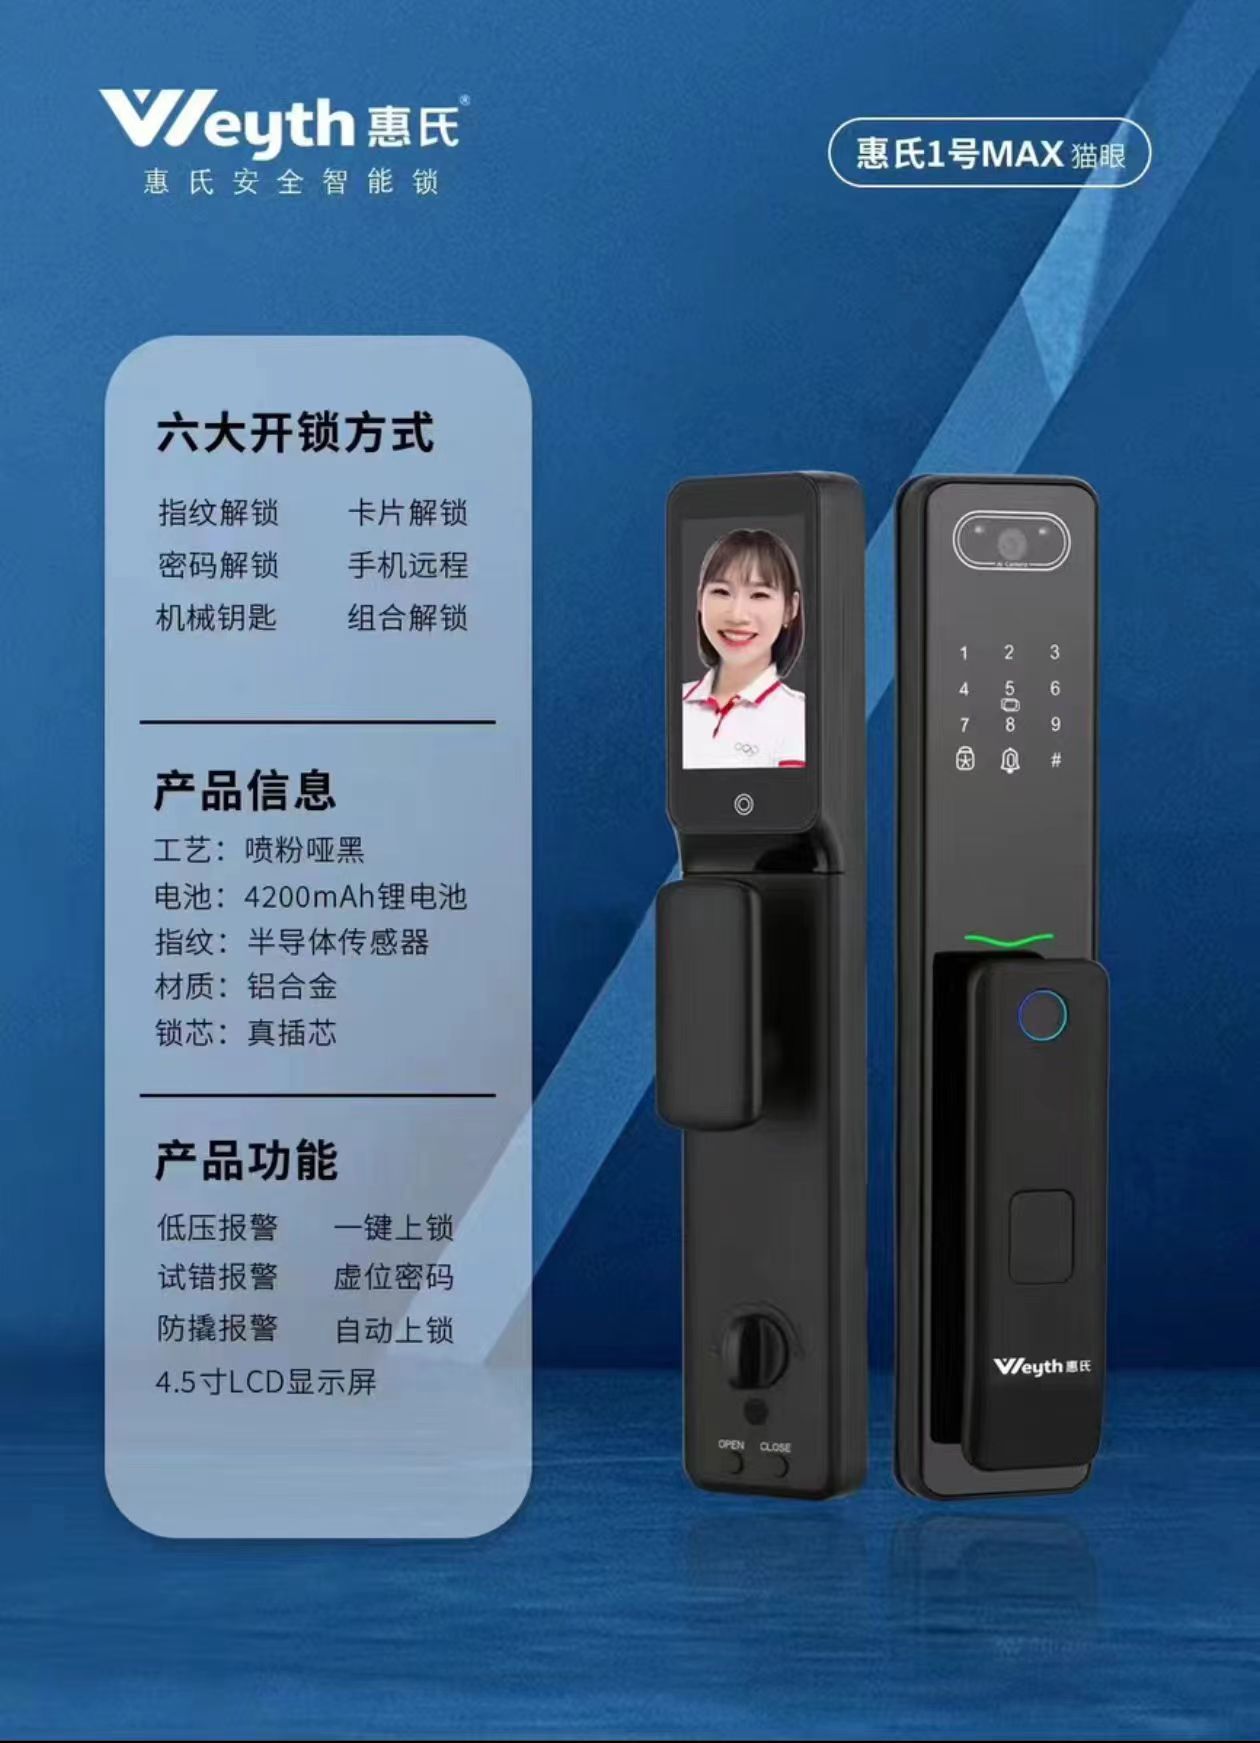 Weyth惠氏®
惠氏安全智能锁
惠氏1号MAX 猫眼
六大开锁方式
指纹解锁 卡片解锁
密码解锁 手机远程
机械钥匙 组合解锁
产品信息
工艺：喷粉哑黑
电池：4200mAh锂电池
指纹：半导体传感器
材质：铝合金
锁芯：真插芯
产品功能
低压报警 一键上锁
试错报警 虚位密码
防撬报警 自动上锁
4.5寸LCD显示屏
AI Camera
1 2 3
4 5 6
7 8 9
* 0 #
Weyth惠氏
OPEN CLOSE